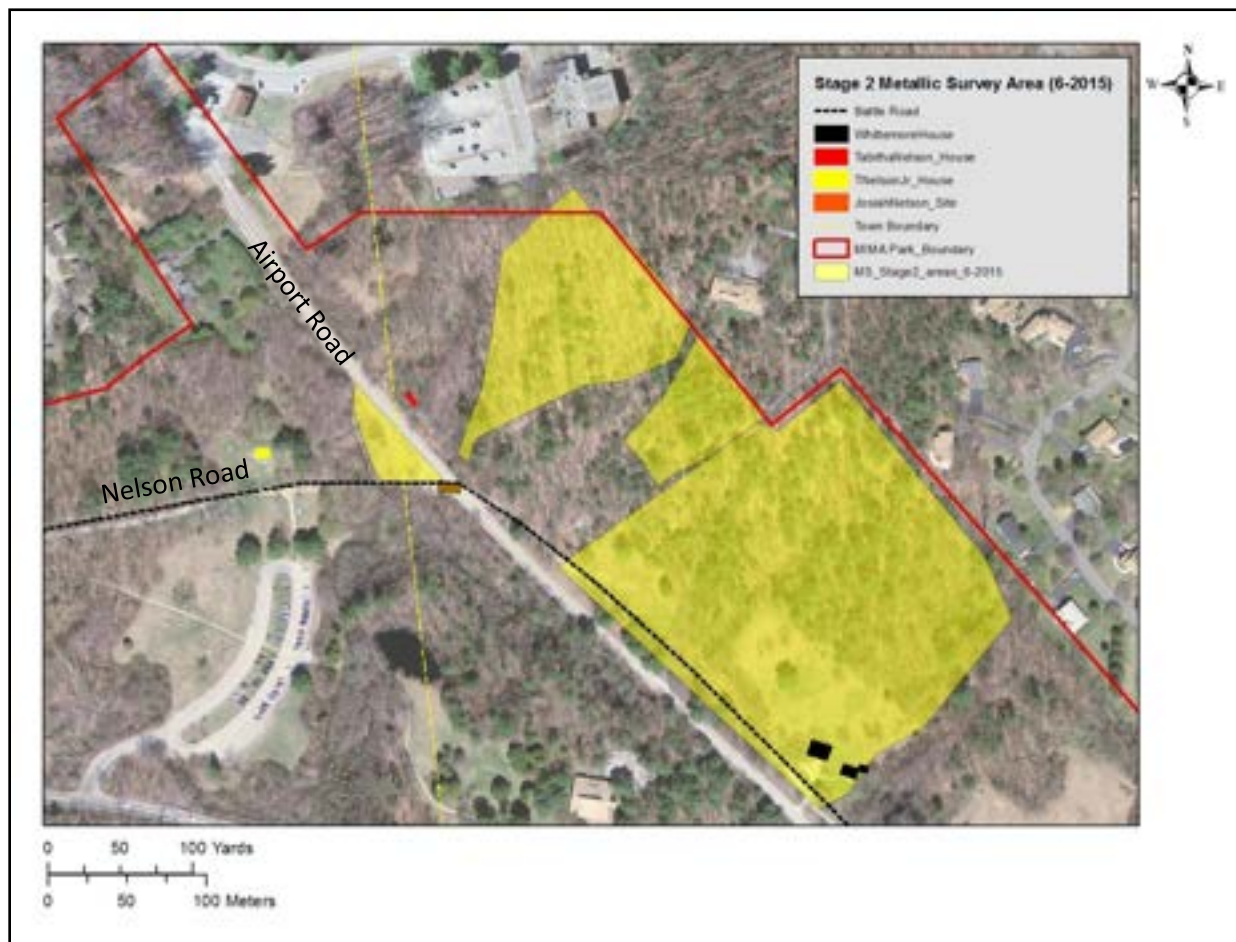 N
W E
S
Stage 2 Metallic Survey Area (6-2015)
Battle Road
WhittemoreHouse
TabithaNelson_House
TNelsonJr_House
JosiahNelson_Site
Town Boundary
MIMA Park_Boundary
MS_Stage2_areas_6-2015
Airport Road
Nelson Road
0 50 100 Yards
0 50 100 Meters